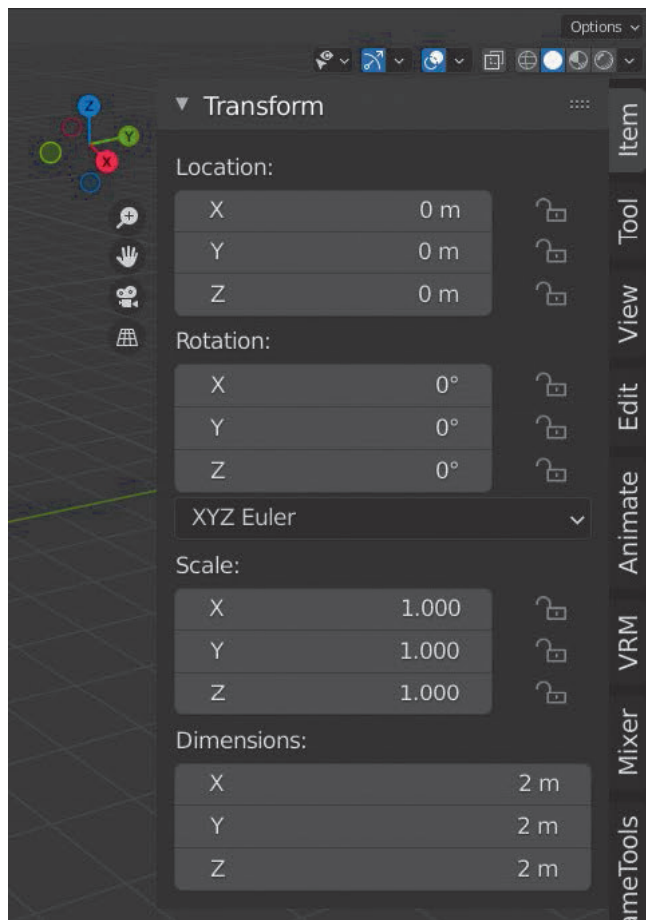 Options
Z
Y
X
Transform
Location:
X 0 m
Y 0 m
Z 0 m
Rotation:
X 0°
Y 0°
Z 0°
XYZ Euler
Scale:
X 1.000
Y 1.000
Z 1.000
Dimensions:
X 2 m
Y 2 m
Z 2 m
Item
Tool
View
Edit
Animate
VRM
Mixer
ameTools